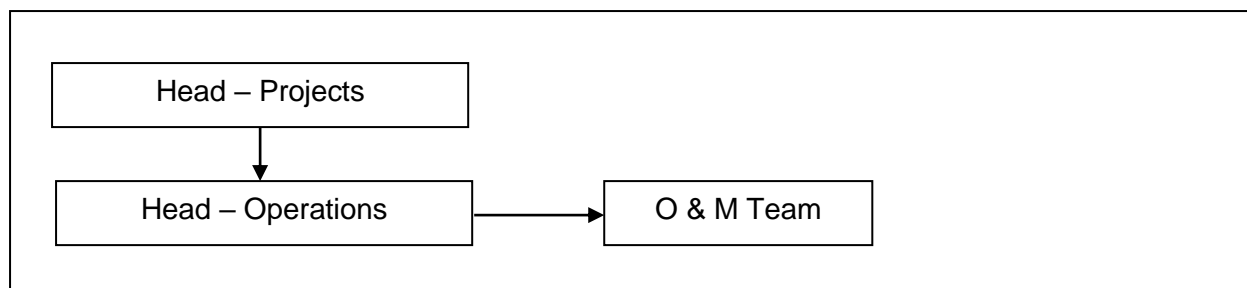 Head – Projects
Head – Operations
O & M Team